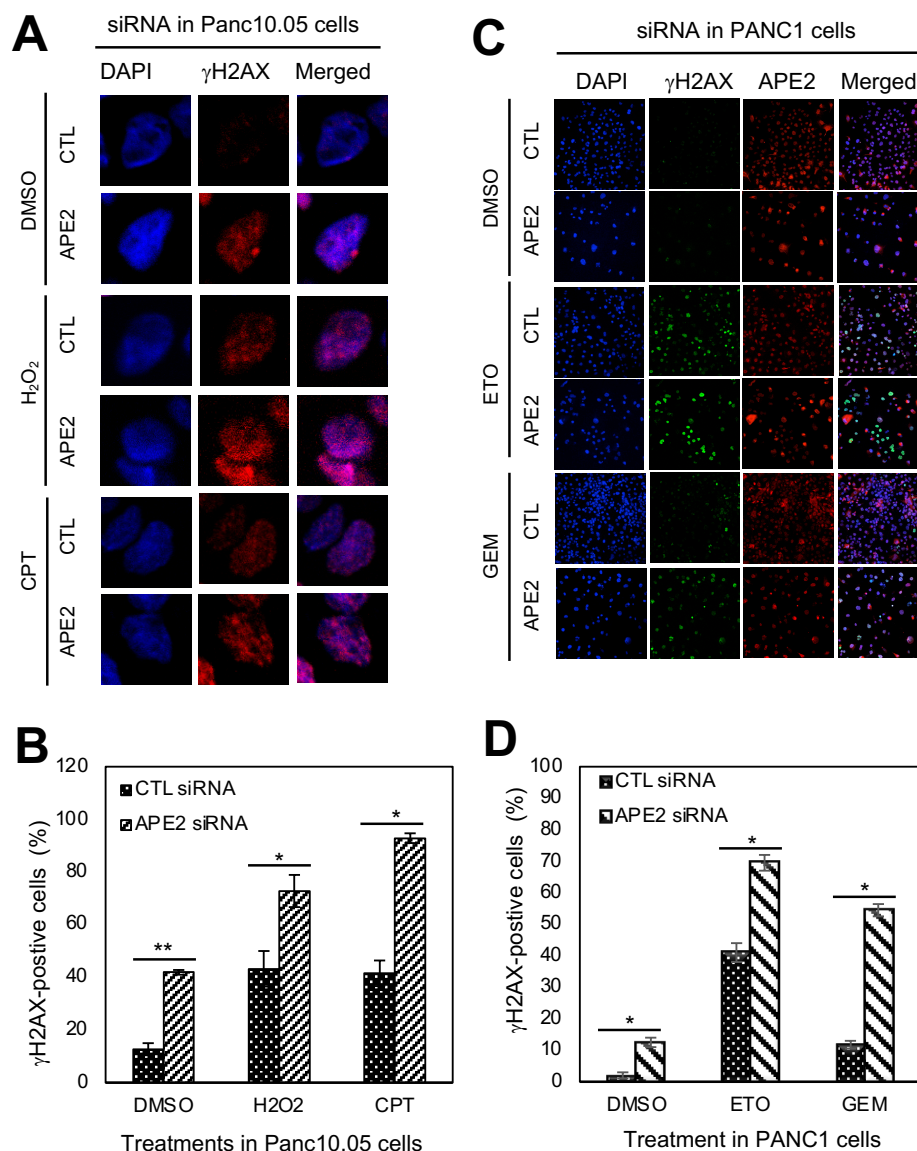 A
siRNA in Panc10.05 cells
DAPI γH2AX Merged
DMSO
CTL
APE2
H₂O₂
CTL
APE2
CPT
CTL
APE2
C
siRNA in PANC1 cells
DAPI γH2AX APE2 Merged
DMSO
CTL
APE2
ETO
CTL
APE2
GEM
CTL
APE2
B
γH2AX-postive cells (%)
120
100
80
60
40
20
0
CTL siRNA
APE2 siRNA
**
*
*
DMSO H2O2 CPT
Treatments in Panc10.05 cells
D
γH2AX-postive cells (%)
100
90
80
70
60
50
40
30
20
10
0
CTL siRNA
APE2 siRNA
*
*
*
DMSO ETO GEM
Treatment in PANC1 cells